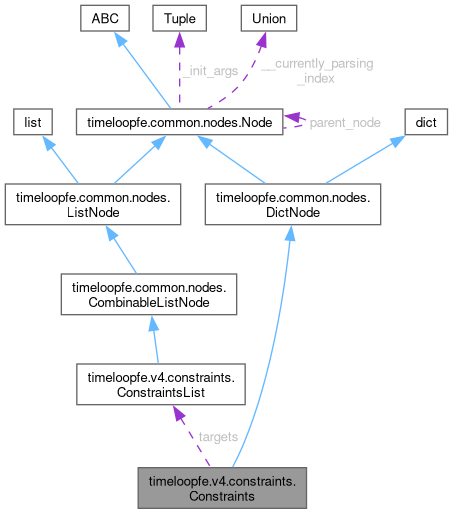 ABC
Tuple
Union
_init_args
__currently_parsing
_index
timeloopfe.common.nodes.Node
parent_node
list
dict
timeloopfe.common.nodes.
ListNode
timeloopfe.common.nodes.
DictNode
timeloopfe.common.nodes.
CombinableListNode
timeloopfe.v4.constraints.
ConstraintsList
targets
timeloopfe.v4.constraints.
Constraints